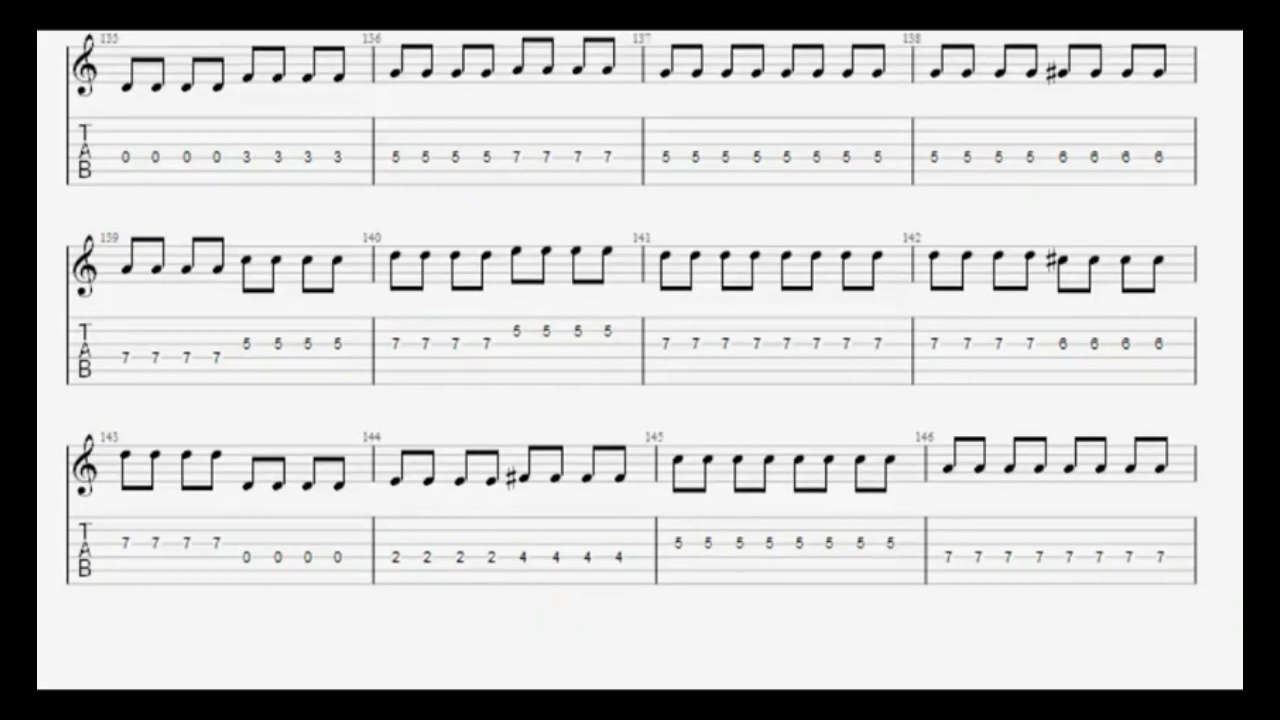 135 136 137 138
T
A 0 0 0 0 3 3 3 3 5 5 5 5 7 7 7 7 5 5 5 5 5 5 5 5 5 5 5 5 6 6 6 6
B
139 140 141 142
T 5 5 5 5
5 5 5 5 7 7 7 7 7 7 7 7 7 7 7 7 7 7 7 7 6 6 6 6
A 7 7 7 7
B
143 144 145 146
T
7 7 7 7 5 5 5 5 5 5 5 5
A 0 0 0 0 2 2 2 2 4 4 4 4 7 7 7 7 7 7 7 7
B